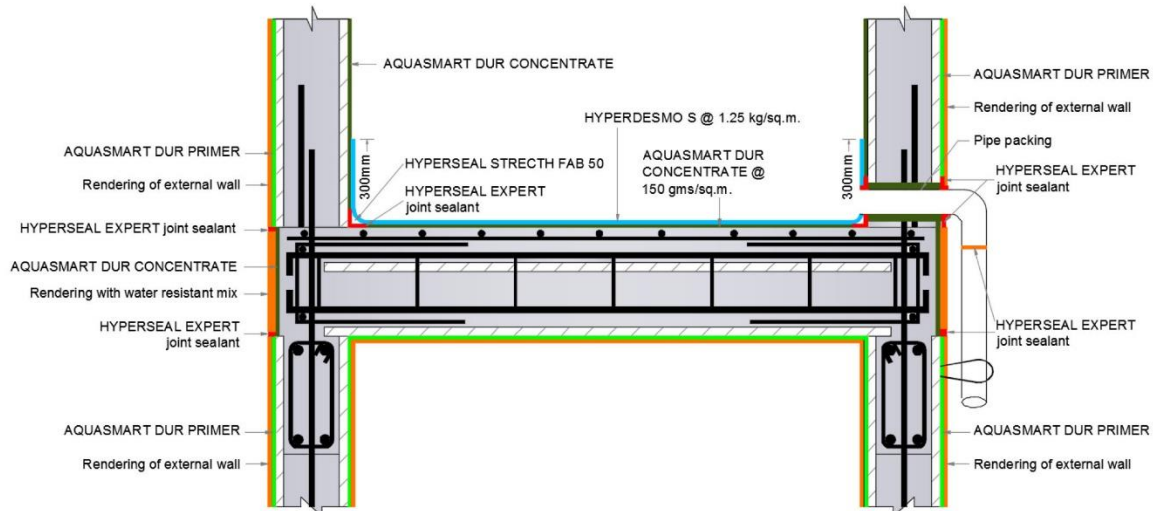 AQUASMART DUR CONCENTRATE
HYPERDESMO S @ 1.25 kg/sq.m.
300mm
HYPERSEAL STRECTH FAB 50
HYPERSEAL EXPERT
joint sealant
AQUASMART DUR
CONCENTRATE @
150 gms/sq.m.
300mm
AQUASMART DUR PRIMER
Rendering of external wall
HYPERSEAL EXPERT joint sealant
AQUASMART DUR CONCENTRATE
Rendering with water resistant mix
HYPERSEAL EXPERT
joint sealant
AQUASMART DUR PRIMER
Rendering of external wall
AQUASMART DUR PRIMER
Rendering of external wall
Pipe packing
HYPERSEAL EXPERT
joint sealant
HYPERSEAL EXPERT
joint sealant
AQUASMART DUR PRIMER
Rendering of external wall